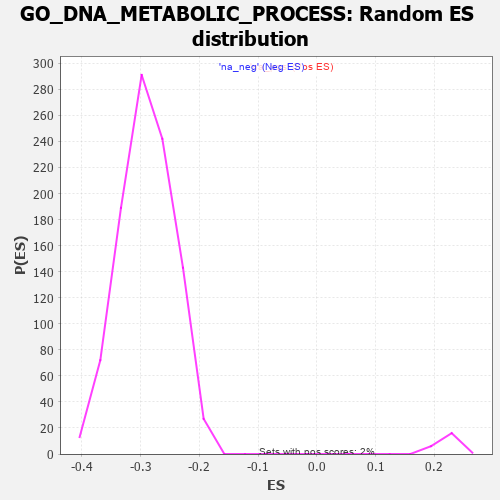 GO_DNA_METABOLIC_PROCESS: Random ES
distribution
'na_neg' (Neg ES) os ES)
300
280
260
240
220
200
180
160
140
120
100
80
60
40
20
0
P(ES)
Sets with pos scores: 2%
-0.4 -0.3 -0.2 -0.1 0.0 0.1 0.2
ES